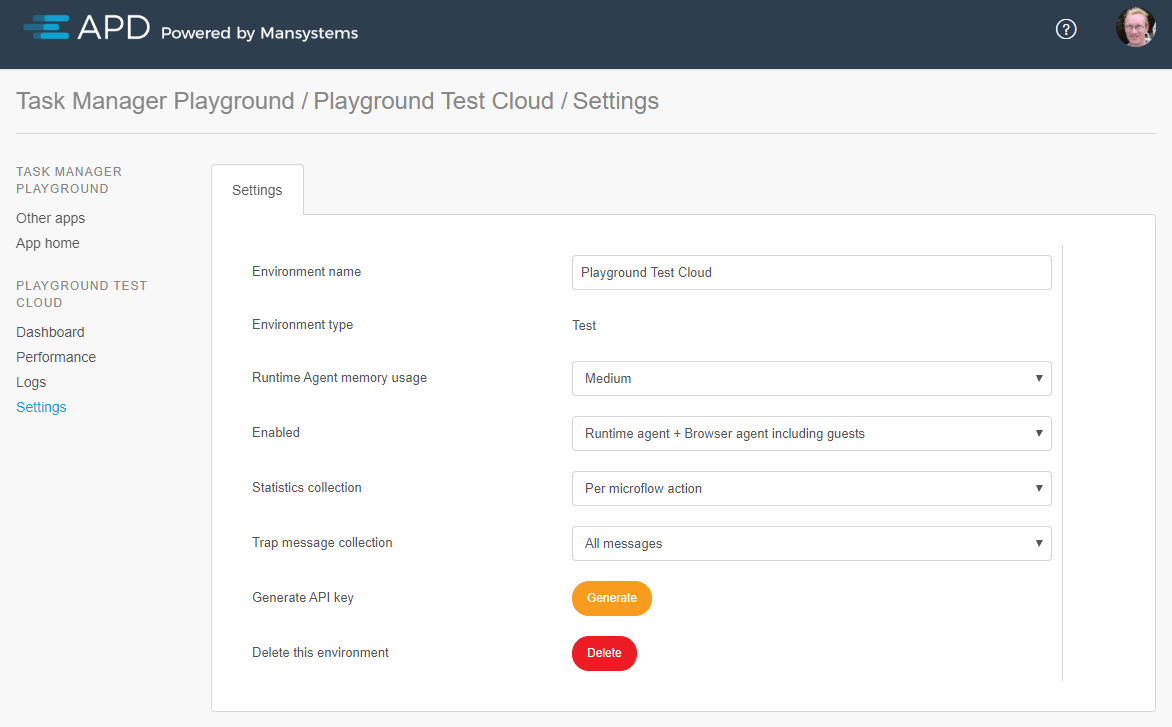 APD Powered by Mansystems
?
Task Manager Playground / Playground Test Cloud / Settings
TASK MANAGER
PLAYGROUND
Other apps
App home
PLAYGROUND TEST
CLOUD
Dashboard
Performance
Logs
Settings
Settings
Environment name Playground Test Cloud
Environment type Test
Runtime Agent memory usage Medium
Enabled Runtime agent + Browser agent including guests
Statistics collection Per microflow action
Trap message collection All messages
Generate API key Generate
Delete this environment Delete